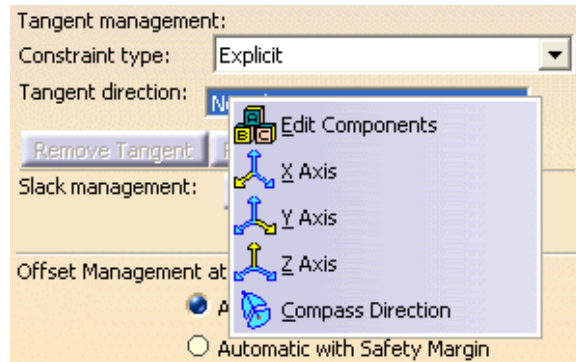 Tangent management:
Constraint type: Explicit
Tangent direction:
Edit Components
Remove Tangent
X Axis
Slack management:
Y Axis
Z Axis
Offset Management at
Compass Direction
Automatic with Safety Margin